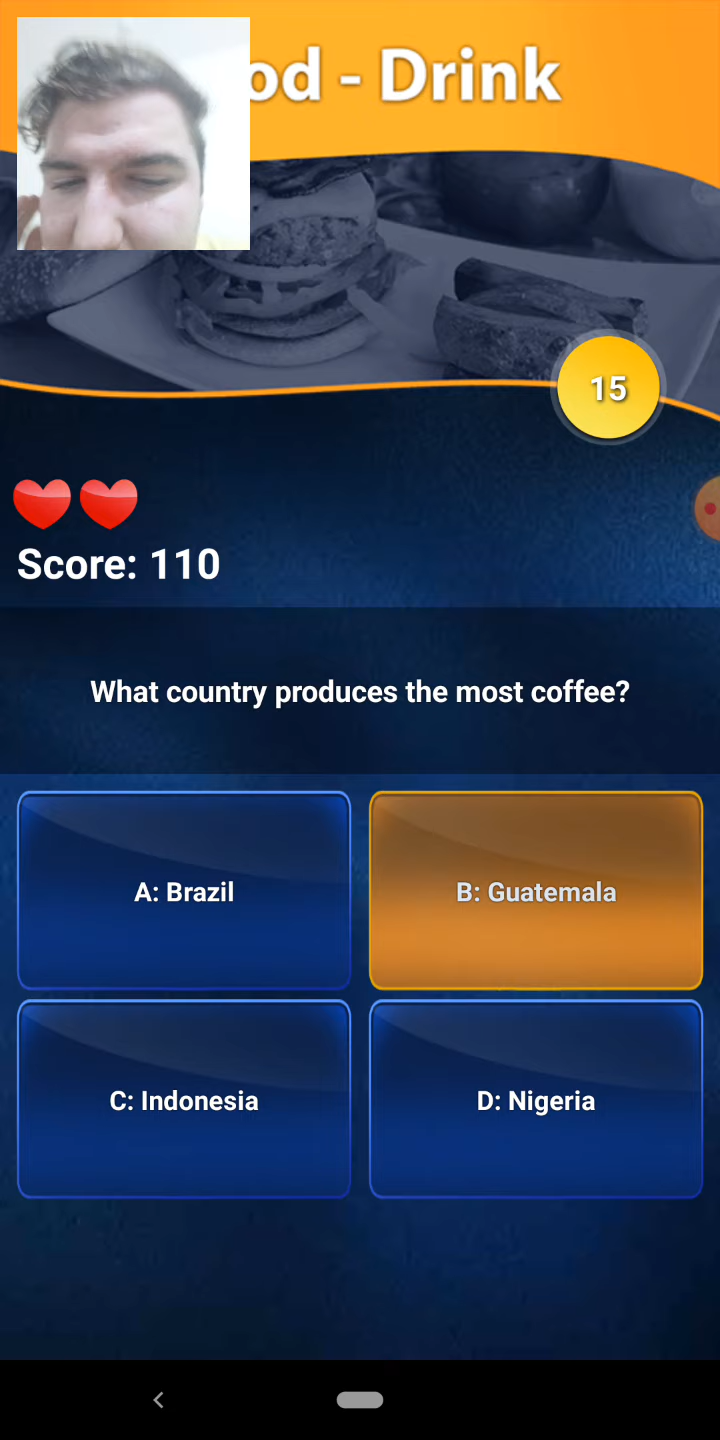 od - Drink
15
Score: 110
What country produces the most coffee?
A: Brazil
B: Guatemala
C: Indonesia
D: Nigeria